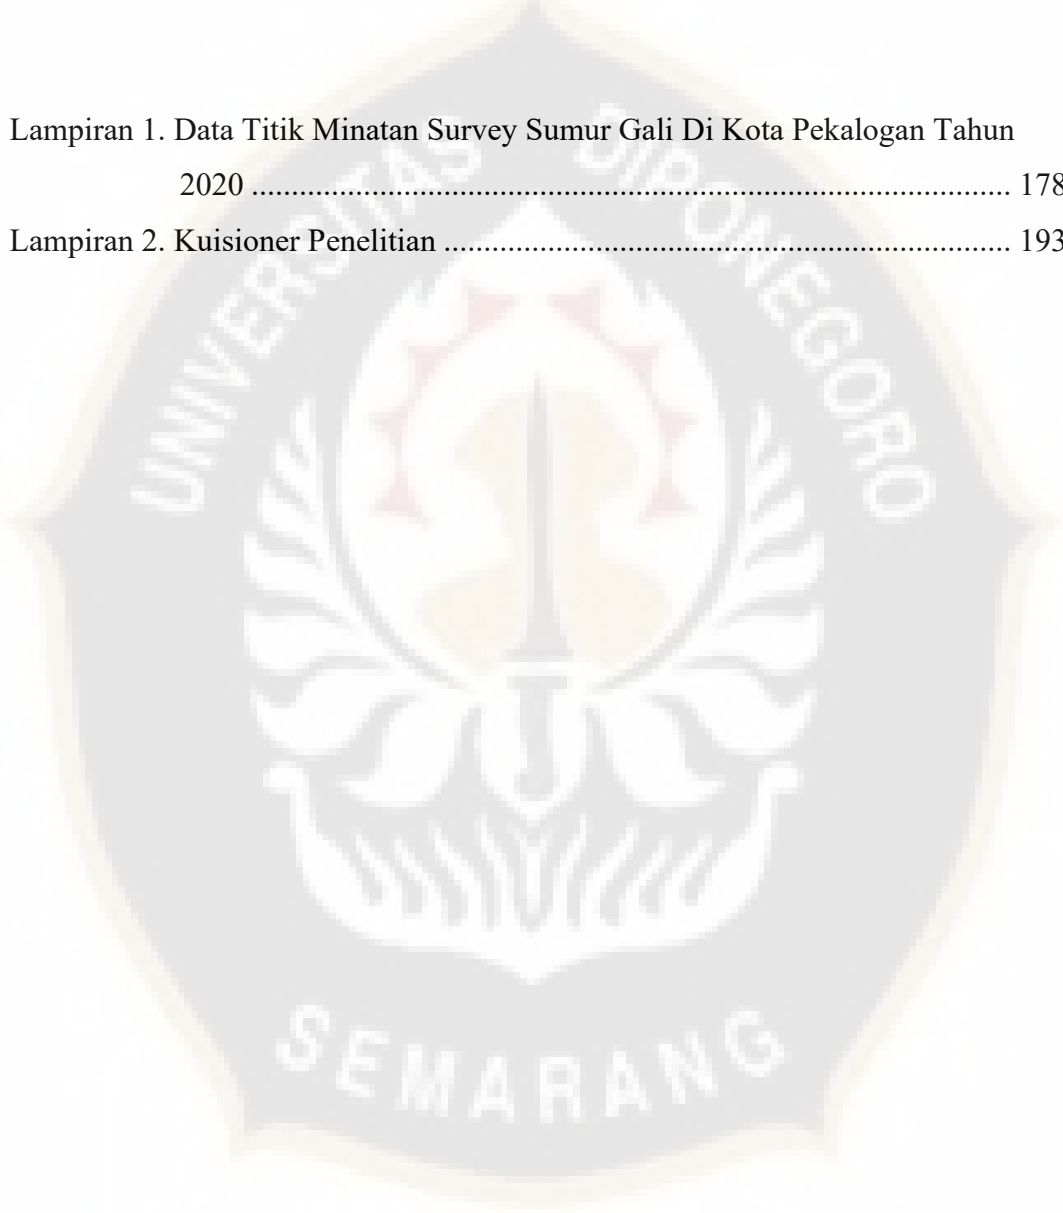 Lampiran 1. Data Titik Minatan Survey Sumur Gali Di Kota Pekalogan Tahun
2020 .................................................................................... 178
Lampiran 2. Kuisioner Penelitian ............................................................... 193
UNIVERSITAS DIPONEGORO
SEMARANG